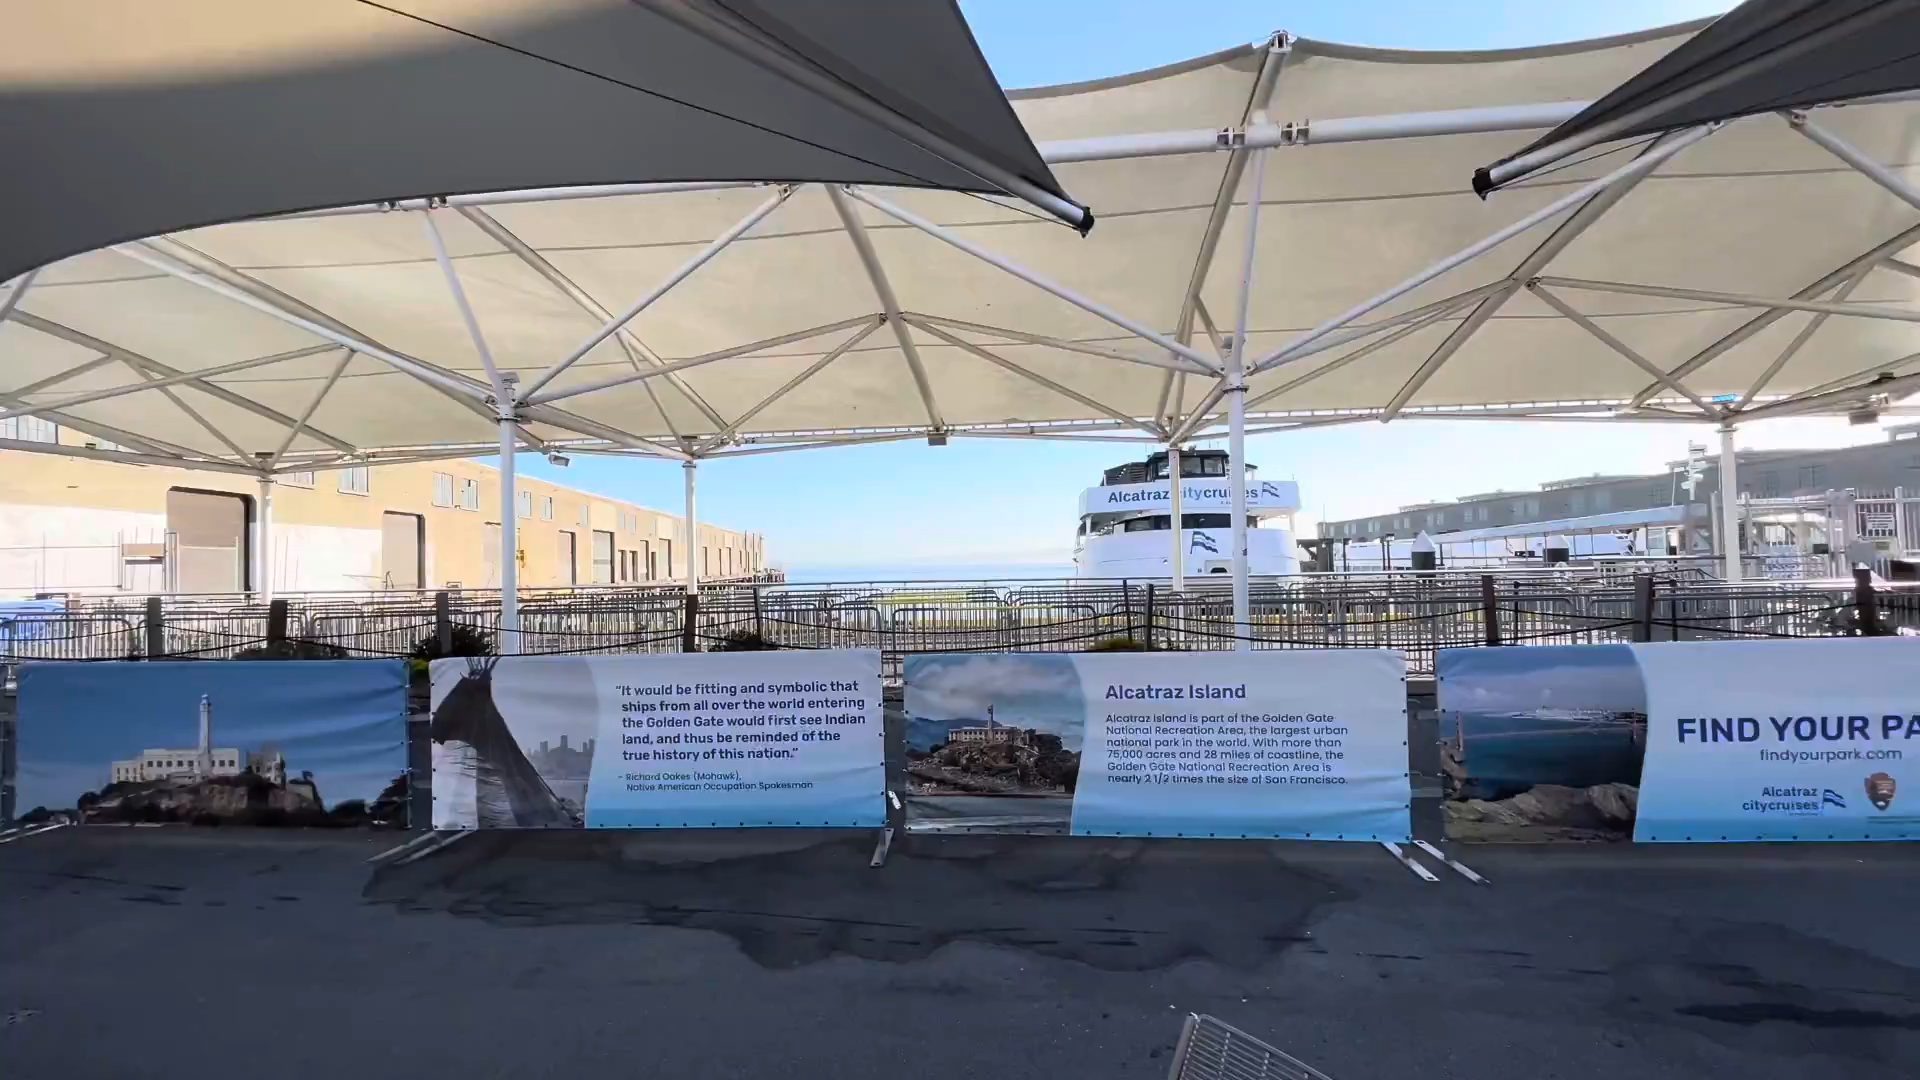 Alcatraz citycruises
"It would be fitting and symbolic that
ships from all over the world entering
the Golden Gate would first see Indian
land, and thus be reminded of the
true history of this nation."
- Richard Oakes (Mohawk),
Native American Occupation Spokesman
Alcatraz Island
Alcatraz Island is part of the Golden Gate
National Recreation Area, the largest urban
national park in the world. With more than
75,000 acres and 28 miles of coastline, the
Golden Gate National Recreation Area is
nearly 2 1/2 times the size of San Francisco.
FIND YOUR PA
findyourpark.com
Alcatraz
citycruises